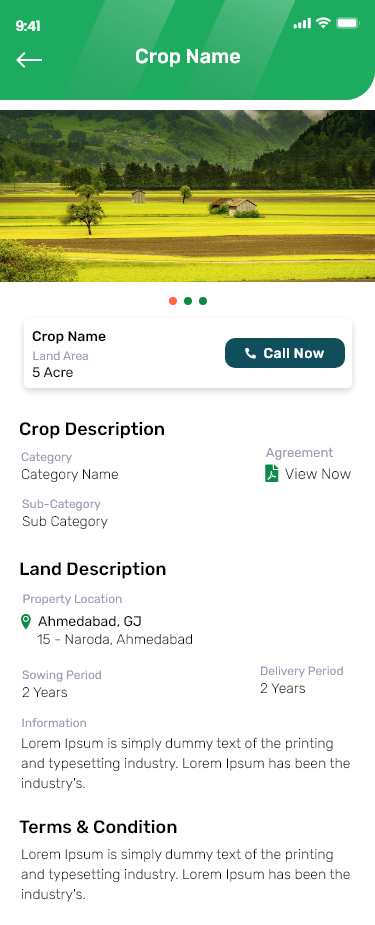 9:41
Crop Name
Crop Name
Land Area
5 Acre
Call Now
Crop Description
Category
Category Name
Agreement
View Now
Sub-Category
Sub Category
Land Description
Property Location
Ahmedabad, GJ
15 - Naroda, Ahmedabad
Sowing Period
2 Years
Delivery Period
2 Years
Information
Lorem Ipsum is simply dummy text of the printing
and typesetting industry. Lorem Ipsum has been the
industry's.
Terms & Condition
Lorem Ipsum is simply dummy text of the printing
and typesetting industry. Lorem Ipsum has been the
industry's.